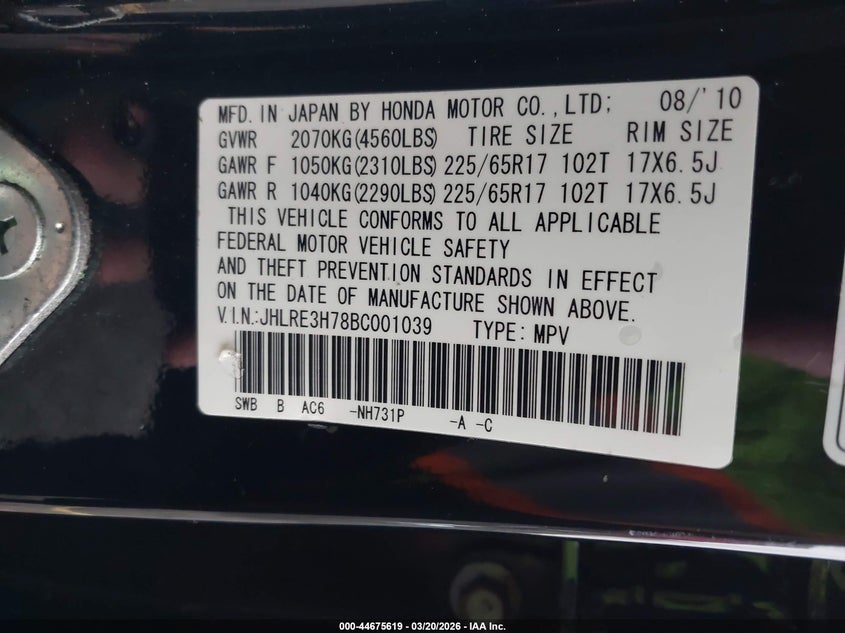 MFD. IN JAPAN BY HONDA MOTOR CO.,LTD; 08/'10
GVWR 2070KG(4560LBS) TIRE SIZE RIM SIZE
GAWR F 1050KG(2310LBS) 225/65R17 102T 17X6.5J
GAWR R 1040KG(2290LBS) 225/65R17 102T 17X6.5J
THIS VEHICLE CONFORMS TO ALL APPLICABLE
FEDERAL MOTOR VEHICLE SAFETY
AND THEFT PREVENTION STANDARDS IN EFFECT
ON THE DATE OF MANUFACTURE SHOWN ABOVE.
V.I.N:JHLRE3H78BC001039 TYPE: MPV
SWB B AC6 -NH731P -A -C
000-44675619 - 03/20/2026 - IAA Inc.